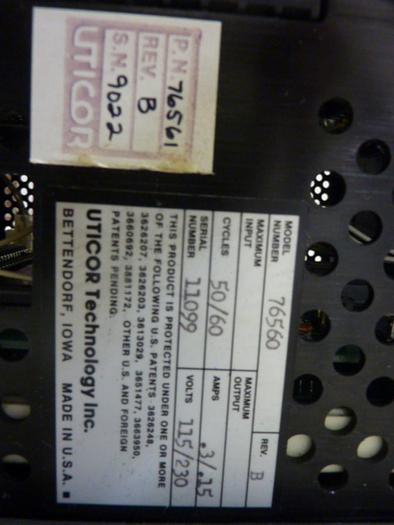 P.N. 76561
REV. B
S.N. 9022
UTICOR
MODEL NUMBER 76560 REV. B
MAXIMUM INPUT MAXIMUM OUTPUT
CYCLES 50/60 AMPS .3/.15
SERIAL NUMBER 11099 VOLTS 115/230
THIS PRODUCT IS PROTECTED UNDER ONE OR MORE
OF THE FOLLOWING U.S. PATENTS 3626248,
3626207, 3626203, 3613029, 3651477, 3663950,
3660692, 3881172, OTHER U.S. AND FOREIGN
PATENTS PENDING.
UTICOR Technology Inc.
BETTENDORF, IOWA MADE IN U.S.A.